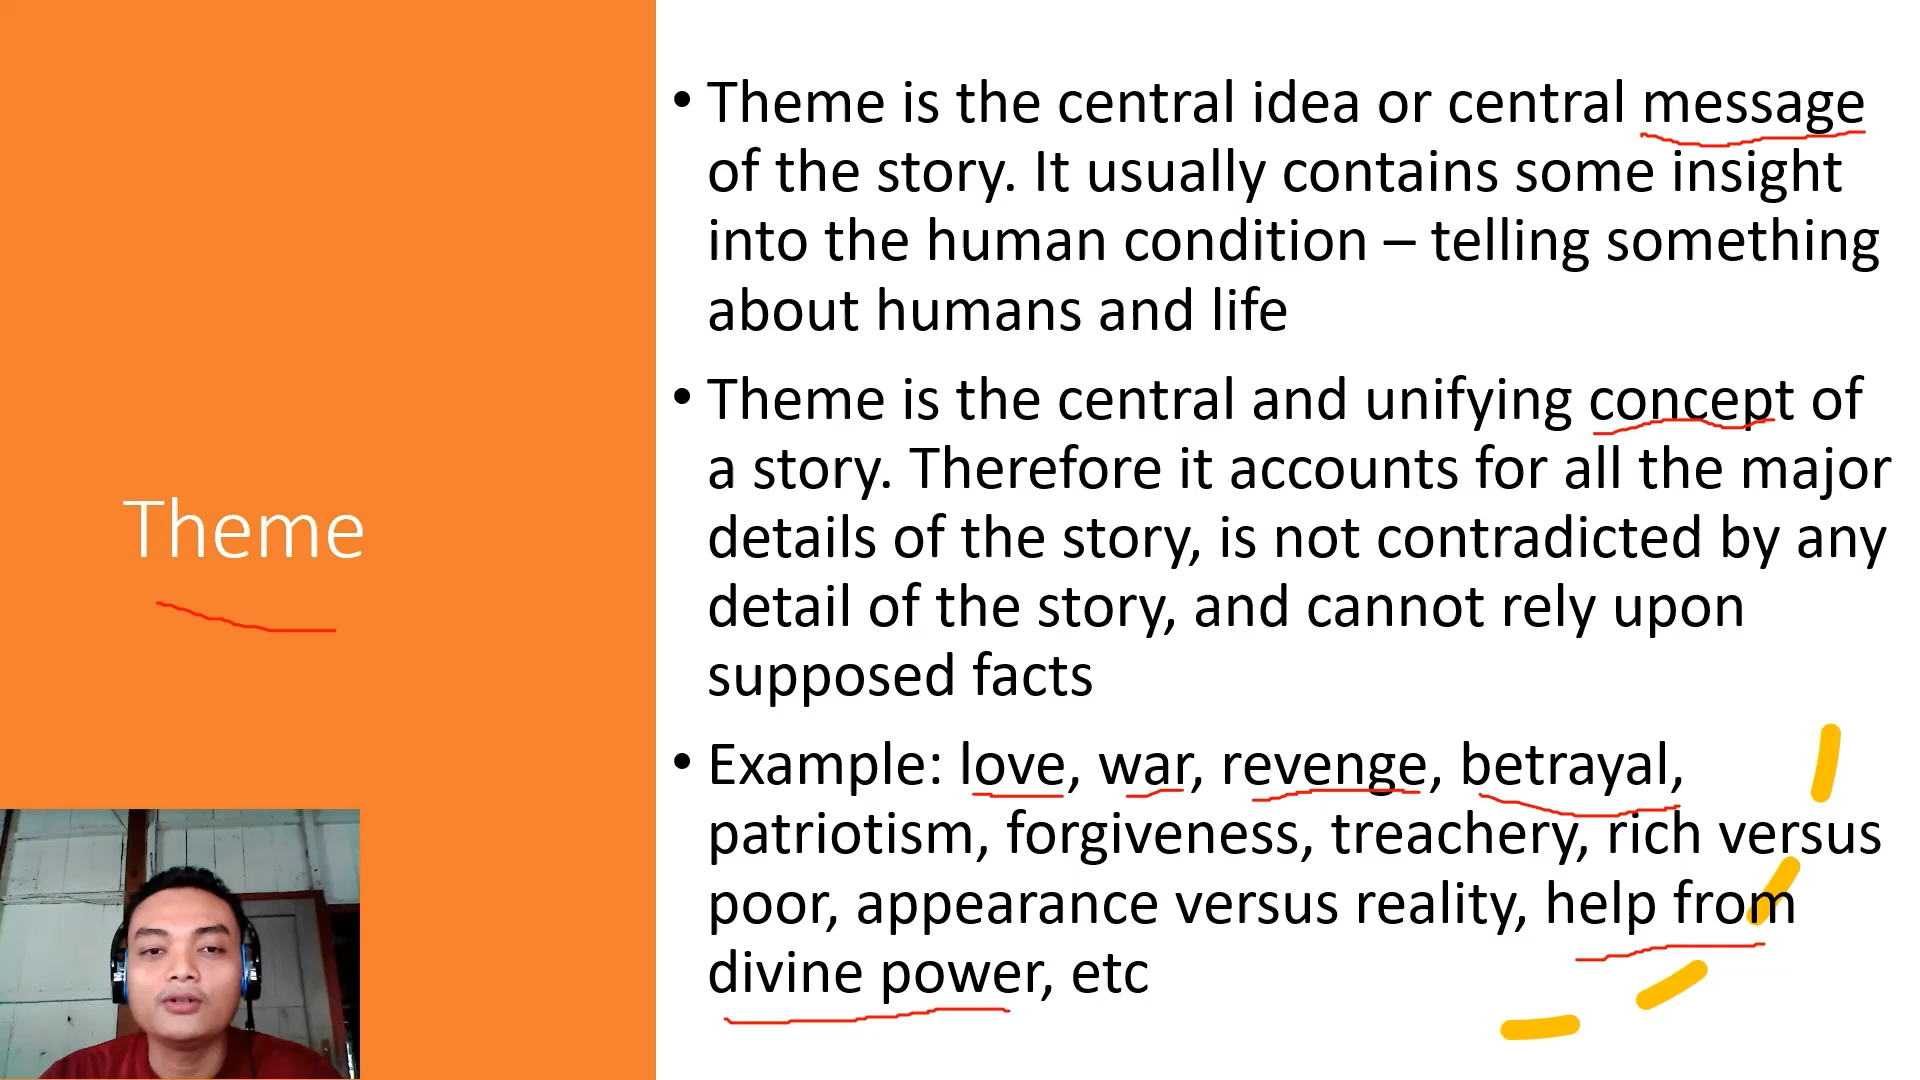 Theme
• Theme is the central idea or central message
of the story. It usually contains some insight
into the human condition – telling something
about humans and life
• Theme is the central and unifying concept of
a story. Therefore it accounts for all the major
details of the story, is not contradicted by any
detail of the story, and cannot rely upon
supposed facts
• Example: love, war, revenge, betrayal,
patriotism, forgiveness, treachery, rich versus
poor, appearance versus reality, help from
divine power, etc